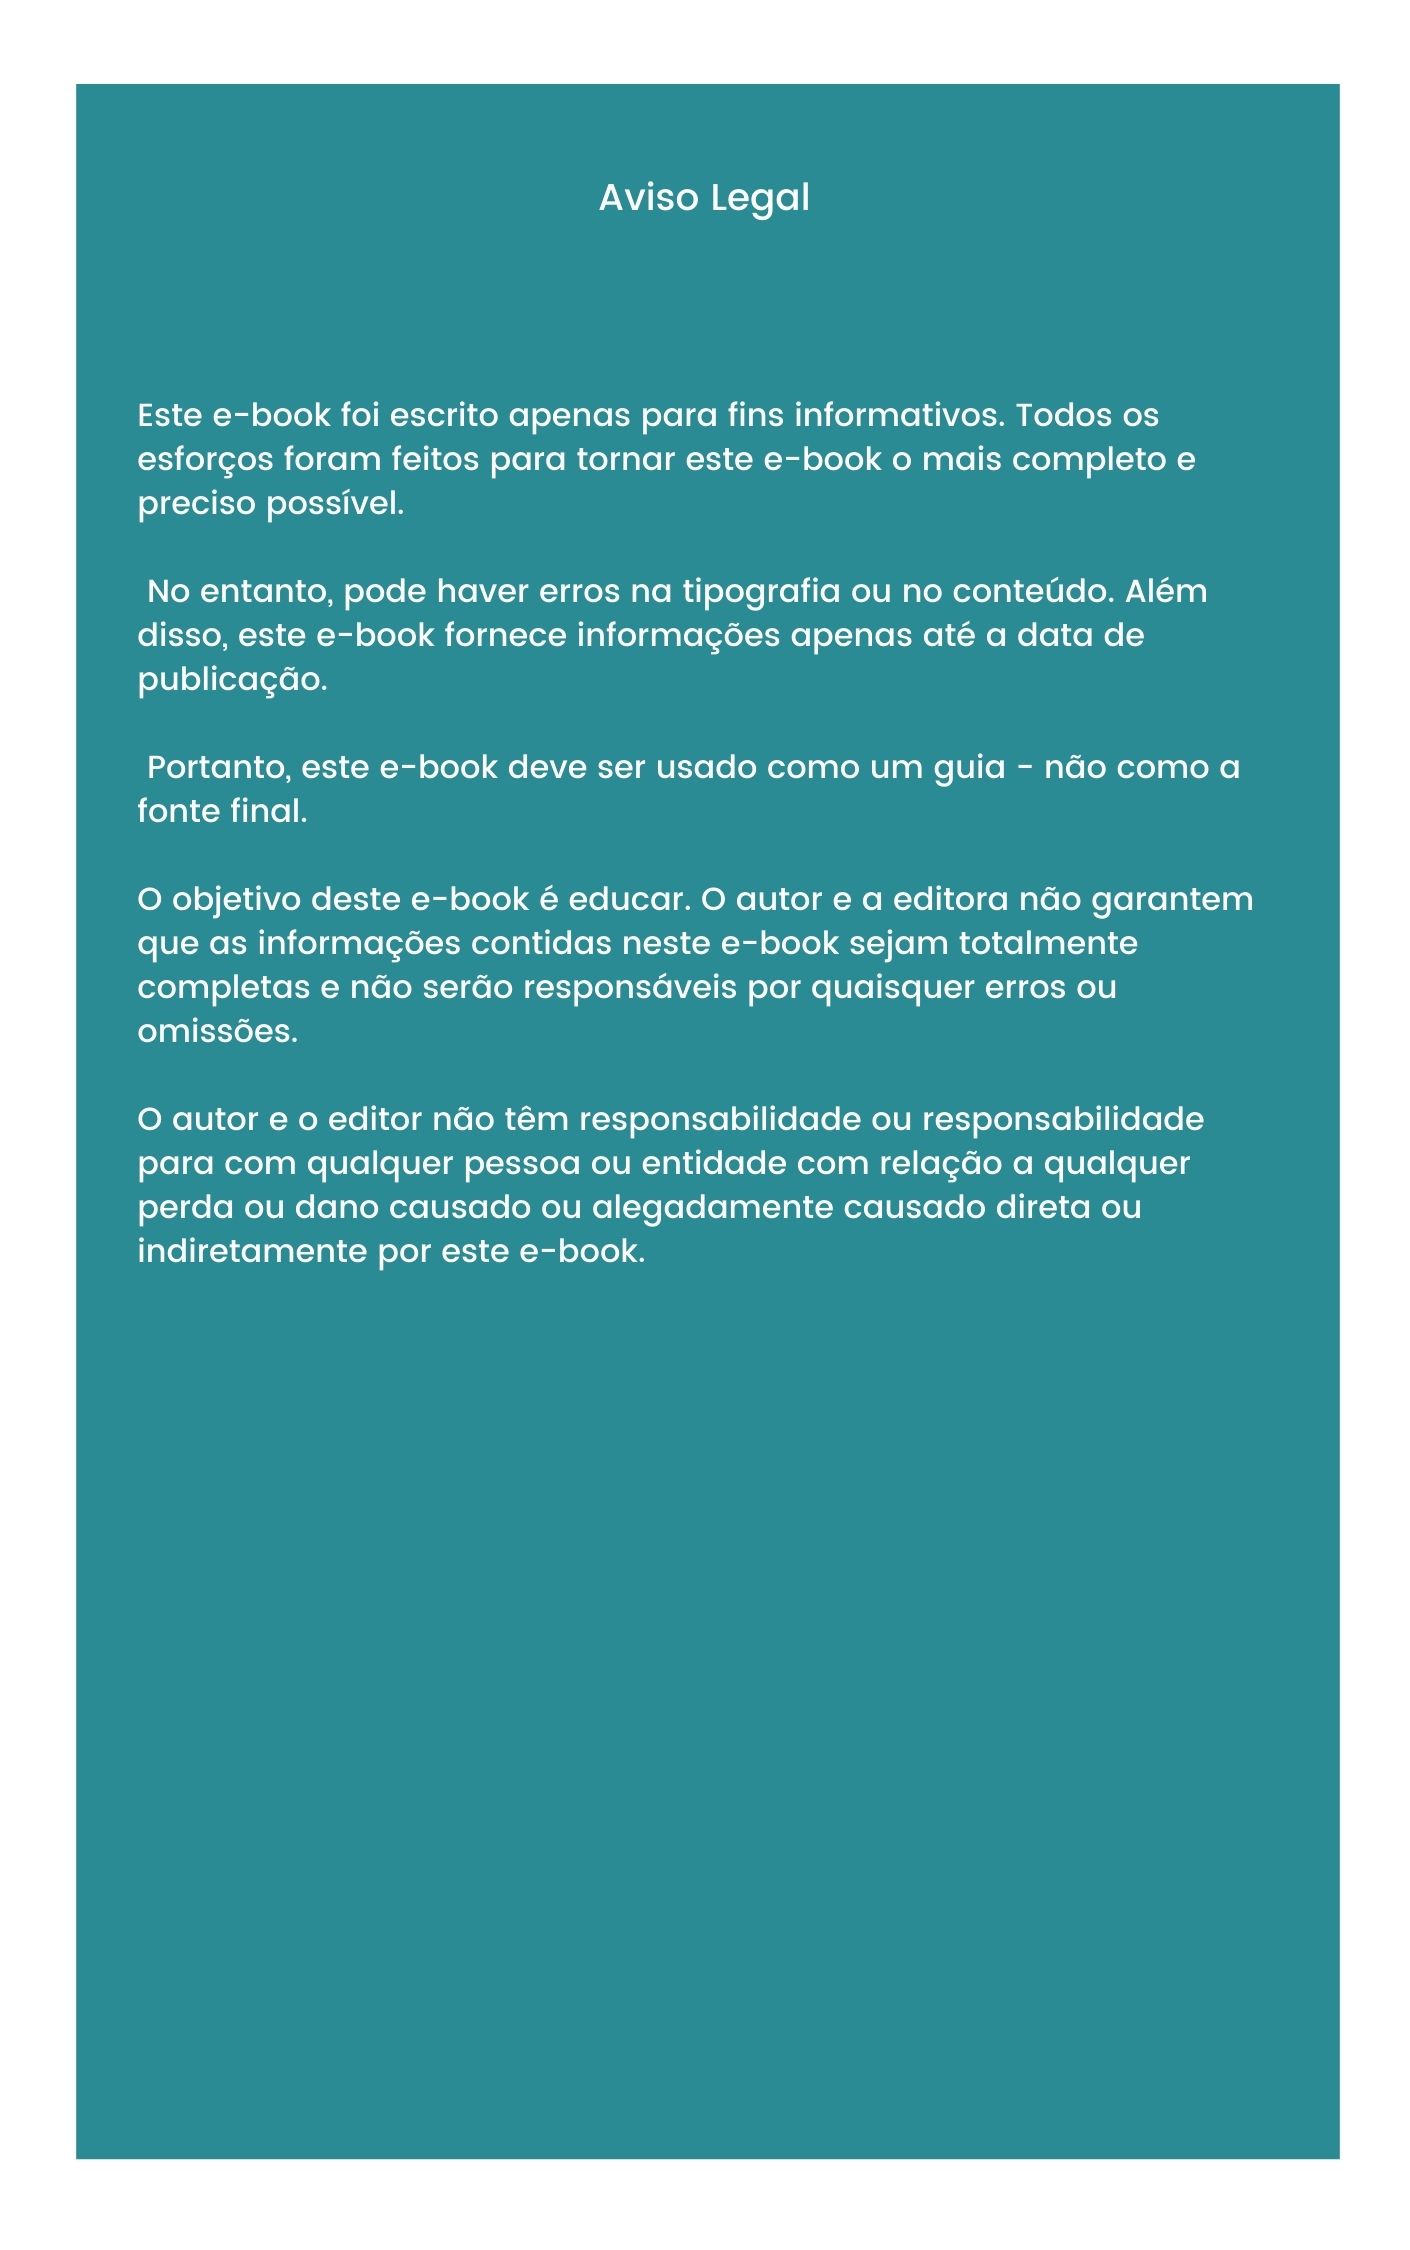 Aviso Legal
Este e-book foi escrito apenas para fins informativos. Todos os
esforços foram feitos para tornar este e-book o mais completo e
preciso possível.
No entanto, pode haver erros na tipografia ou no conteúdo. Além
disso, este e-book fornece informações apenas até a data de
publicação.
Portanto, este e-book deve ser usado como um guia - não como a
fonte final.
O objetivo deste e-book é educar. O autor e a editora não garantem
que as informações contidas neste e-book sejam totalmente
completas e não serão responsáveis por quaisquer erros ou
omissões.
O autor e o editor não têm responsabilidade ou responsabilidade
para com qualquer pessoa ou entidade com relação a qualquer
perda ou dano causado ou alegadamente causado direta ou
indiretamente por este e-book.